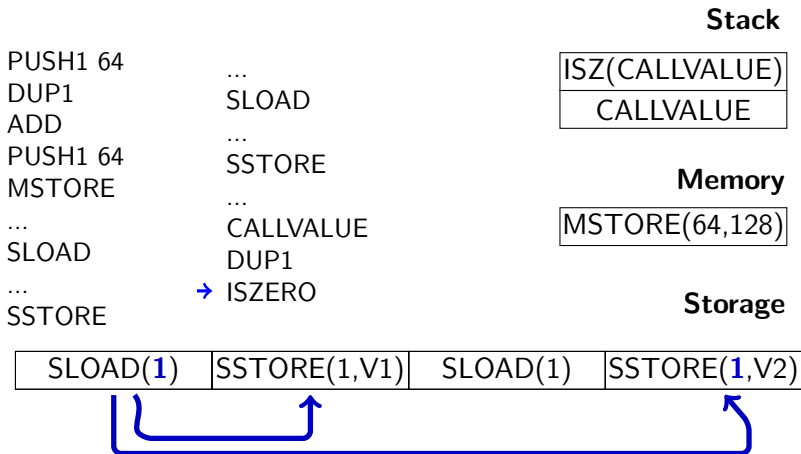 PUSH1 64
DUP1
ADD
PUSH1 64
MSTORE
...
SLOAD
...
SSTORE
...
SLOAD
...
SSTORE
...
CALLVALUE
DUP1
ISZERO
Stack
ISZ(CALLVALUE)
CALLVALUE
Memory
MSTORE(64,128)
Storage
SLOAD(1) SSTORE(1,V1) SLOAD(1) SSTORE(1,V2)